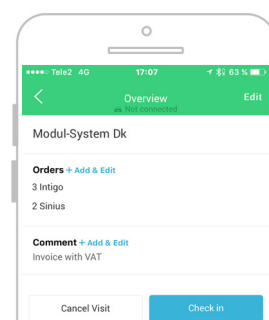 Tele2 4G 17:07 63 %
Overview Edit
Not connected
Modul-System Dk
Orders + Add & Edit
3 Intigo
2 Sinius
Comment + Add & Edit
Invoice with VAT
Cancel Visit Check in